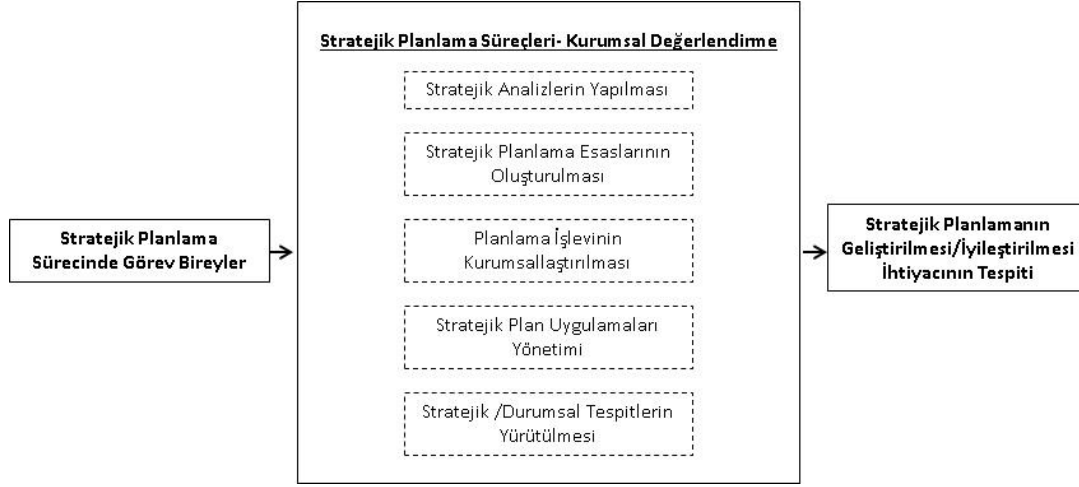 Stratejik Planlama Süreçleri- Kurumsal Değerlendirme
Stratejik Analizlerin Yapılması
Stratejik Planlama Esaslarının
Oluşturulması
Stratejik Planlama
Sürecinde Görev Bireyler
Planlama İşlevinin
Kurumsallaştırılması
Stratejik Planlamanın
Geliştirilmesi/İyileştirilmesi
İhtiyacının Tespiti
Stratejik Plan Uygulamaları
Yönetimi
Stratejik /Durumsal Tespitlerin
Yürütülmesi